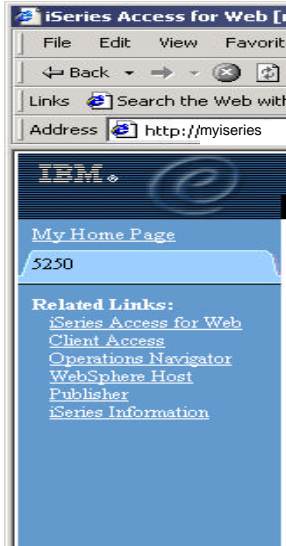 iSeries Access for Web [
File Edit View Favorit
Back
Links Search the Web with
Address http://myiseries
IBM®
My Home Page
5250
Related Links:
iSeries Access for Web
Client Access
Operations Navigator
WebSphere Host
Publisher
iSeries Information